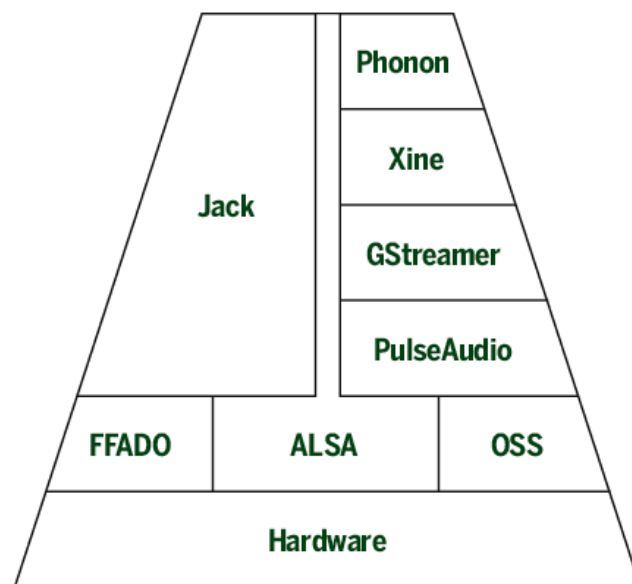 Phonon
Xine
Jack
GStreamer
PulseAudio
FFADO ALSA OSS
Hardware